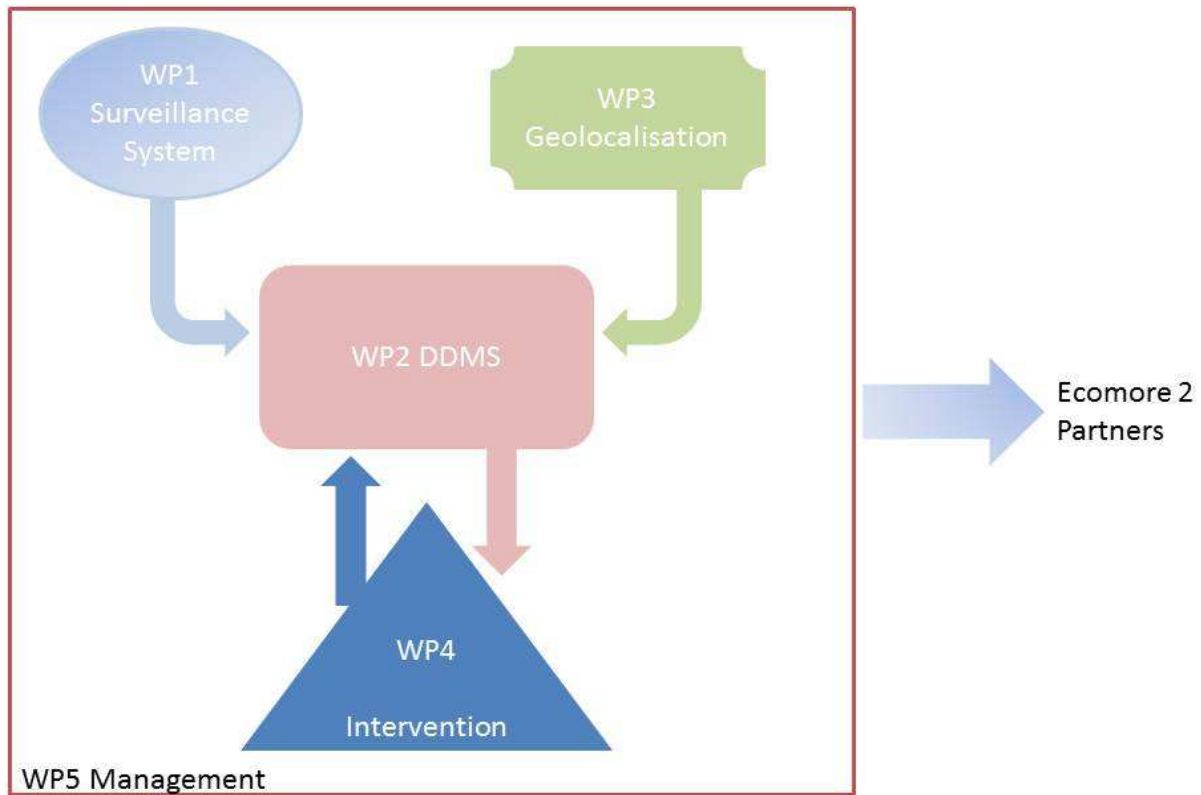 WP1
Surveillance
System
WP3
Geolocalisation
WP2 DDMS
Ecomore 2
Partners
WP4
Intervention
WP5 Management